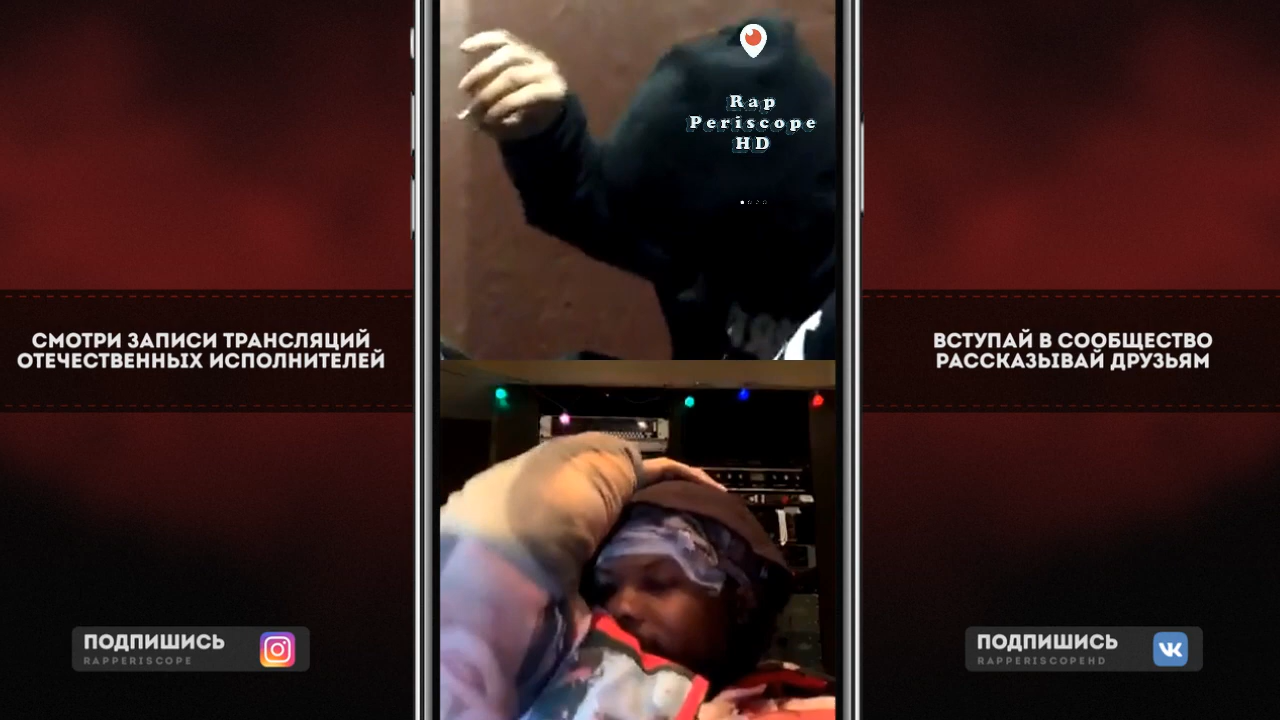 Rap
Periscope
HD
СМОТРИ ЗАПИСИ ТРАНСЛЯЦИЙ
ОТЕЧЕСТВЕННЫХ ИСПОЛНИТЕЛЕЙ
ВСТУПАЙ В СООБЩЕСТВО
РАССКАЗЫВАЙ ДРУЗЬЯМ
ПОДПИШИСЬ
RAPPERISCOPE
ПОДПИШИСЬ
RAPPERISCOPEHD